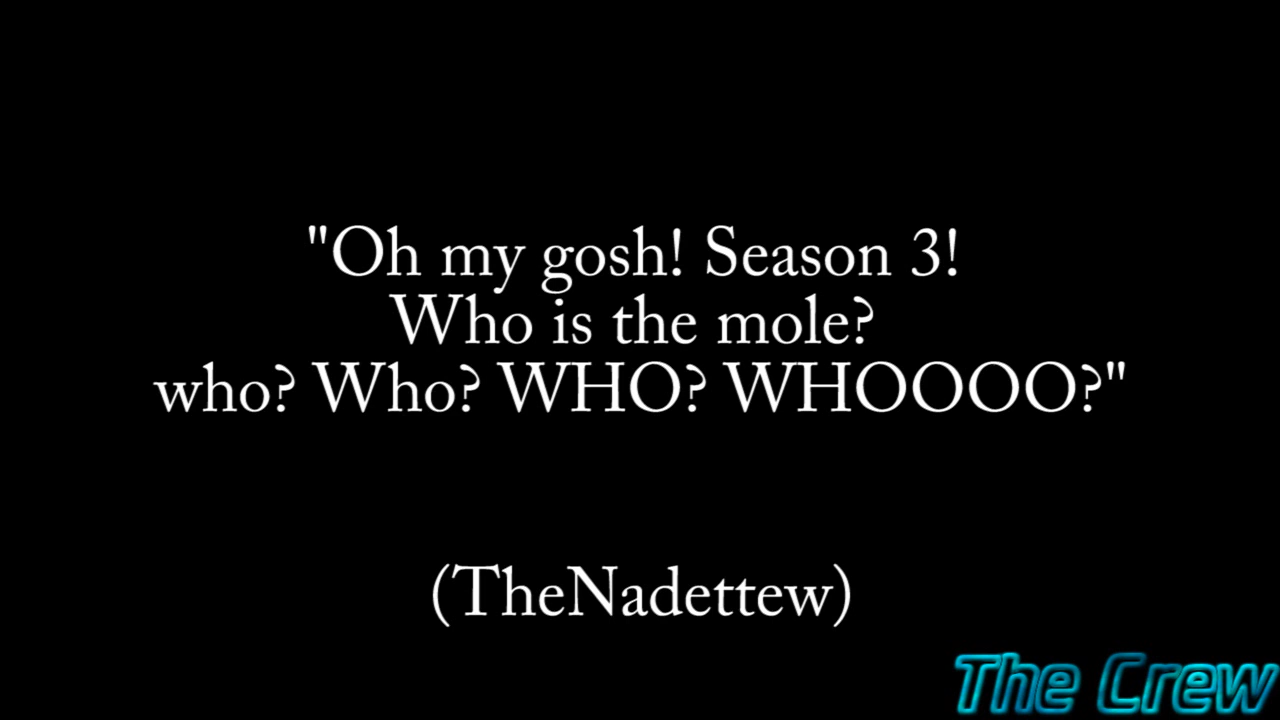 "Oh my gosh! Season 3!
Who is the mole?
who? Who? WHO? WHOOOO?"
(TheNadettew)
The Crew